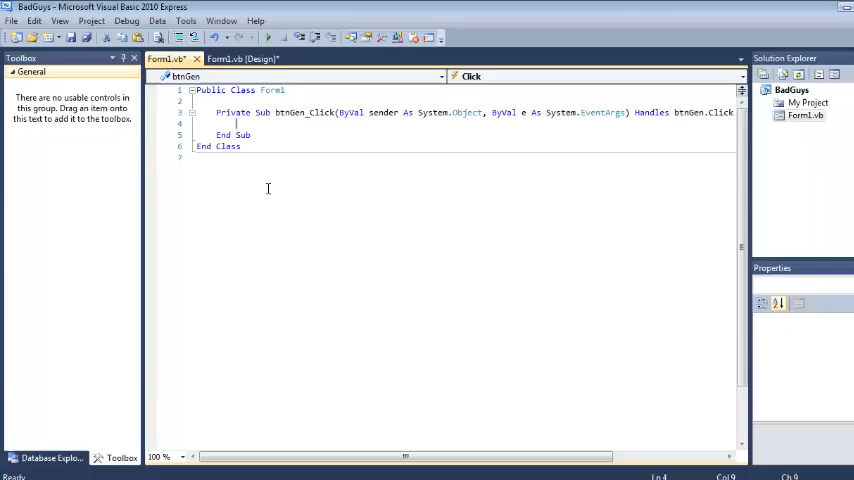 BadGuys - Microsoft Visual Basic 2010 Express
File Edit View Project Debug Data Tools Window Help
Toolbox
General
There are no usable controls in
this group. Drag an item onto
this text to add it to the toolbox.
Database Explo...
Toolbox
Form1.vb*
Form1.vb [Design]*
btnGen
Click
1 Public Class Form1
2
3 Private Sub btnGen_Click(ByVal sender As System.Object, ByVal e As System.EventArgs) Handles btnGen.Click
4
5 End Sub
6 End Class
7
100 %
Solution Explorer
BadGuys
My Project
Form1.vb
Properties
Ready
Ln 4
Col 9
Ch 9